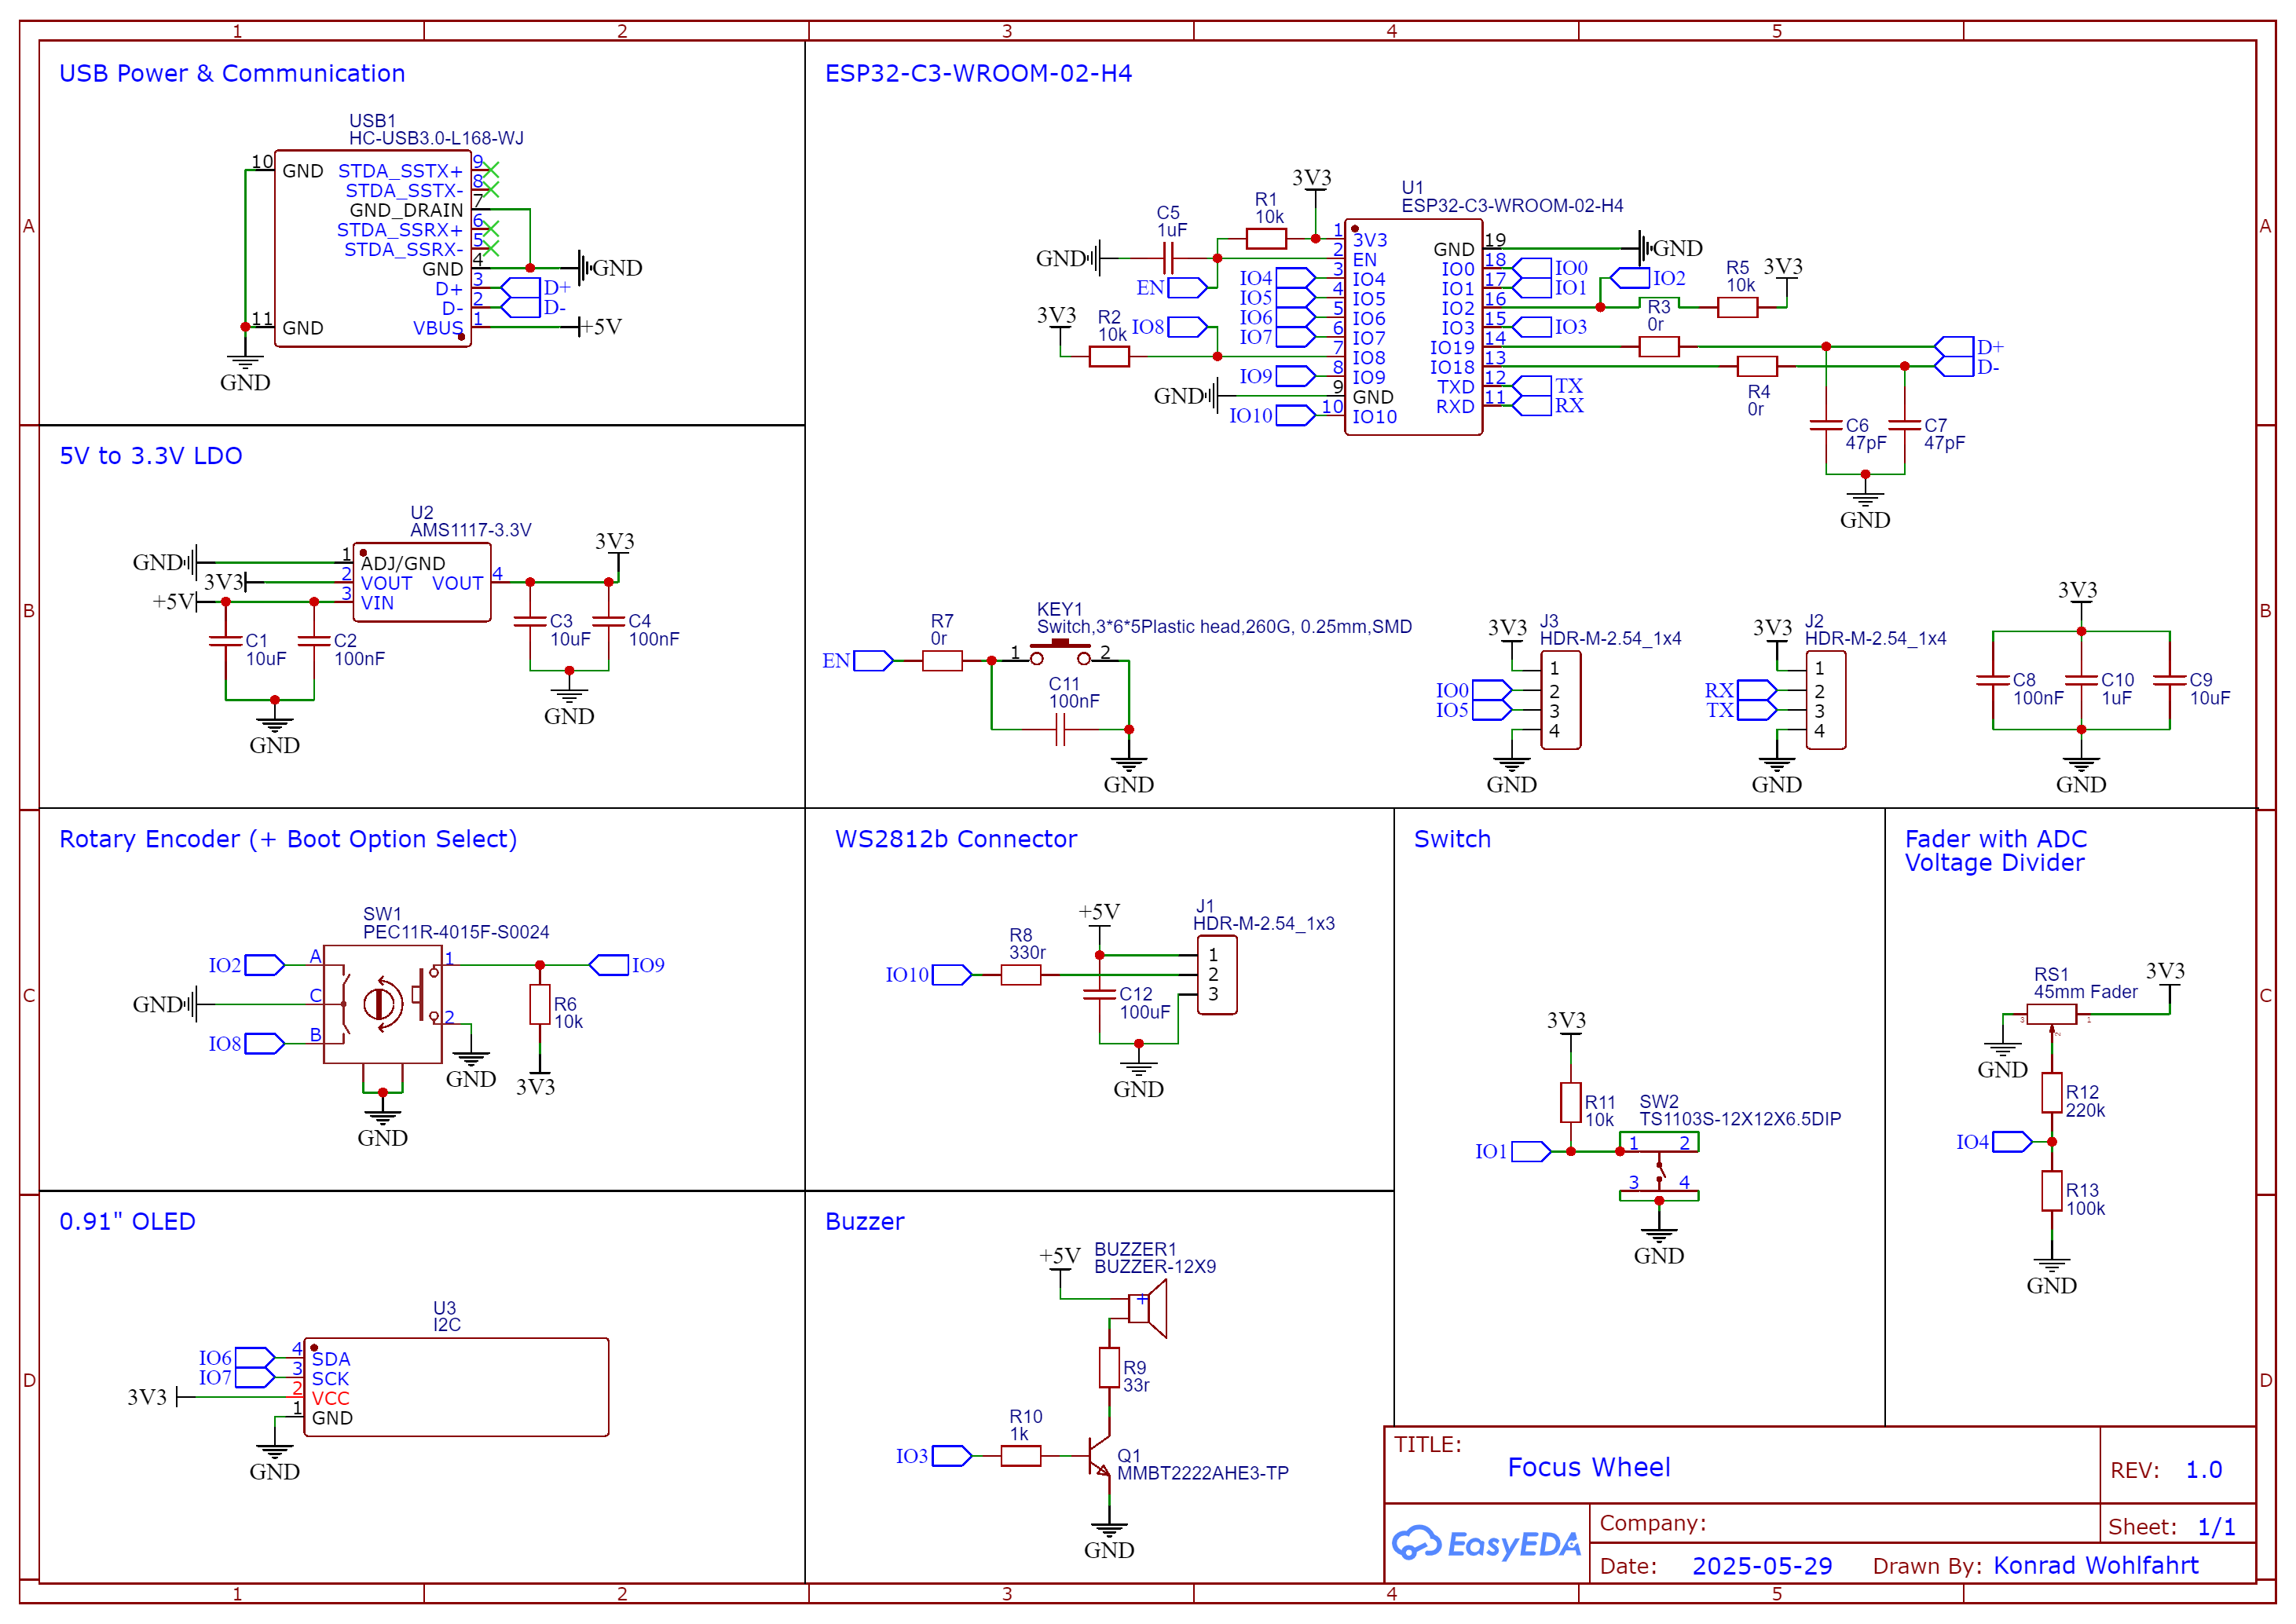 1 2 3 4 5
A
B
C
D
A
B
C
D
USB Power & Communication
USB1
HC-USB3.0-L168-WJ
10 GND
11 GND
GND
STDA_SSTX+ 9
STDA_SSTX- 8
GND_DRAIN 7
STDA_SSRX+ 6
STDA_SSRX- 5
GND 4 GND
D+ 3 D+
D- 2 D-
VBUS 1 +5V
ESP32-C3-WROOM-02-H4
U1
ESP32-C3-WROOM-02-H4
3V3
R1
10k
C5
1uF
GND
EN
3V3
R2
10k
IO8
IO4
IO5
IO6
IO7
IO9
GND
IO10
1 3V3
2 EN
3 IO4
4 IO5
5 IO6
6 IO7
7 IO8
8 IO9
9 GND
10 IO10
GND 19 GND
IO0 18 IO0
IO1 17 IO1
IO2 16 IO2
IO3 15 IO3
IO19 14
IO18 13
TXD 12 TX
RXD 11 RX
R5
10k
3V3
R3
0r
R4
0r
D+
D-
C6
47pF
C7
47pF
GND
5V to 3.3V LDO
U2
AMS1117-3.3V
GND
3V3
+5V
1 ADJ/GND
2 VOUT
3 VIN
VOUT 4
3V3
C1
10uF
C2
100nF
GND
C3
10uF
C4
100nF
GND
EN
R7
0r
KEY1
Switch,3*6*5Plastic head,260G, 0.25mm,SMD
1 2
C11
100nF
GND
J3
HDR-M-2.54_1x4
3V3
IO0
IO5
1
2
3
4
GND
J2
HDR-M-2.54_1x4
3V3
RX
TX
1
2
3
4
GND
3V3
C8
100nF
C10
1uF
C9
10uF
GND
Rotary Encoder (+ Boot Option Select)
SW1
PEC11R-4015F-S0024
IO2 A
GND C
IO8 B
1
2
IO9
R6
10k
3V3
GND
GND
WS2812b Connector
J1
HDR-M-2.54_1x3
+5V
R8
330r
IO10
1
2
3
C12
100uF
GND
Switch
3V3
R11
10k
IO1
SW2
TS1103S-12X12X6.5DIP
1 2
3 4
GND
Fader with ADC
Voltage Divider
RS1
45mm Fader
3V3
3 2 1
GND
R12
220k
IO4
R13
100k
GND
0.91" OLED
U3
I2C
IO6
IO7
3V3
4 SDA
3 SCK
2 VCC
1 GND
GND
Buzzer
+5V
BUZZER1
BUZZER-12X9
+
R9
33r
R10
1k
IO3
Q1
MMBT2222AHE3-TP
GND
TITLE:
Focus Wheel
REV: 1.0
EasyEDA
Company:
Sheet: 1/1
Date: 2025-05-29
Drawn By: Konrad Wohlfahrt
1 2 3 4 5